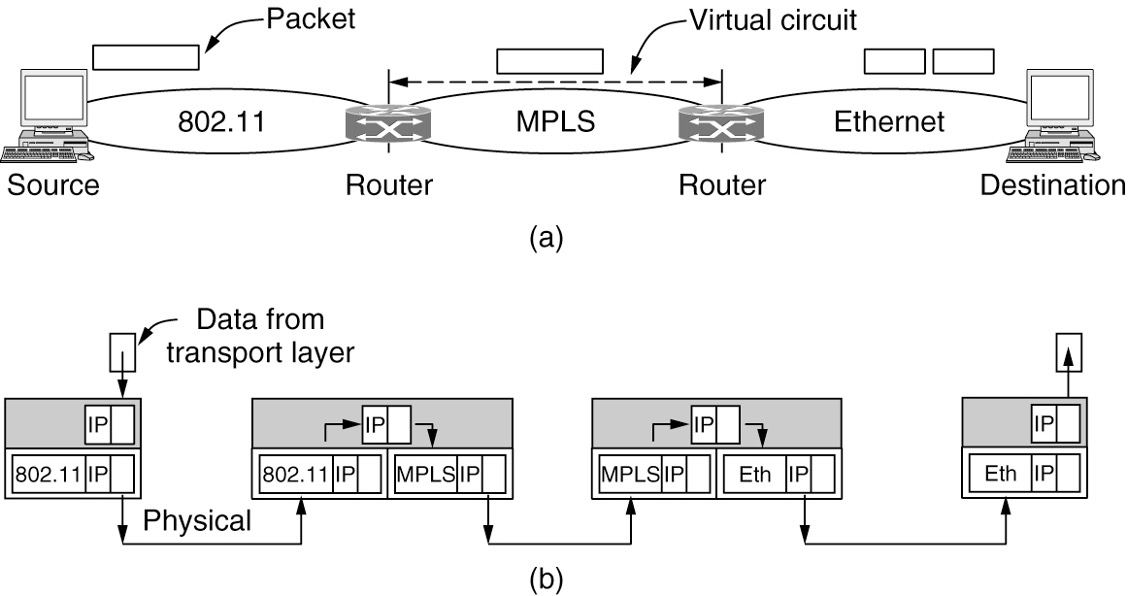 Packet
Virtual circuit
802.11
MPLS
Ethernet
Source
Router
Router
Destination
(a)
Data from
transport layer
IP
IP
IP
IP
802.11 IP
802.11 IP
MPLS IP
MPLS IP
Eth IP
Eth IP
Physical
(b)